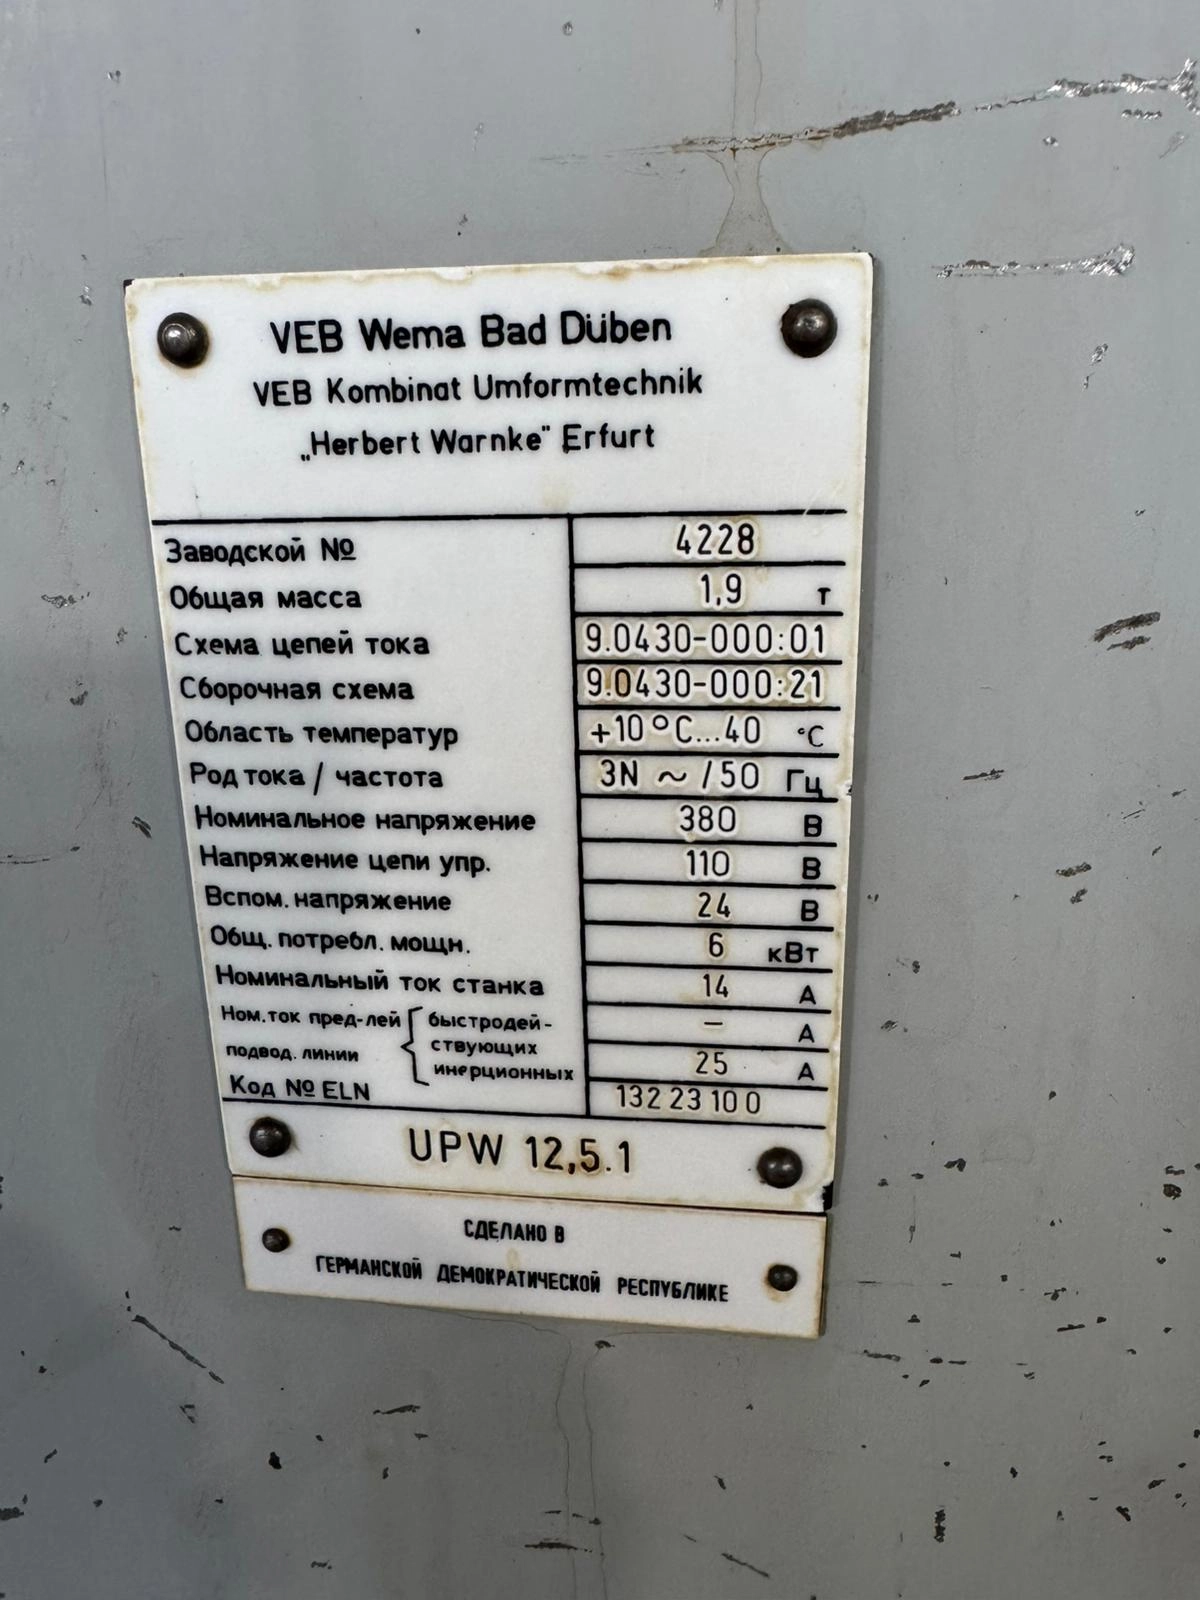 VEB Wema Bad Düben
VEB Kombinat Umformtechnik
„Herbert Warnke" Erfurt
Заводской № 4228
Общая масса 1,9 т
Схема цепей тока 9.0430-000:01
Сборочная схема 9.0430-000:21
Область температур +10°C...40 °C
Род тока / частота 3N ~ /50 Гц
Номинальное напряжение 380 В
Напряжение цепи упр. 110 В
Вспом. напряжение 24 В
Общ. потребл. мощн. 6 кВт
Номинальный ток станка 14 А
Ном. ток пред-лей { быстродей- — А
подвод. линии ствующих
инерционных 25 А
Код № ELN 132 23 10 0
UPW 12,5.1
СДЕЛАНО В
ГЕРМАНСКОЙ ДЕМОКРАТИЧЕСКОЙ РЕСПУБЛИКЕ